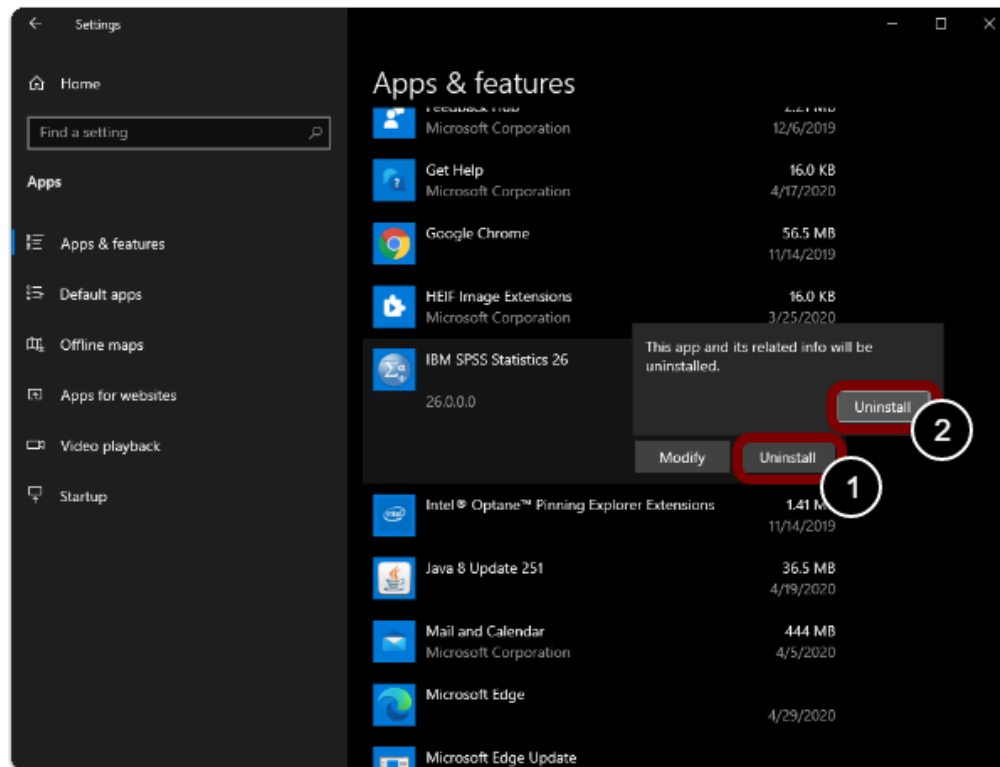 Settings
Home
Find a setting
Apps
Apps & features
Default apps
Offline maps
Apps for websites
Video playback
Startup
Apps & features
Feedback Hub 2.21 MB
Microsoft Corporation 12/6/2019
Get Help 16.0 KB
Microsoft Corporation 4/17/2020
Google Chrome 56.5 MB
11/14/2019
HEIF Image Extensions 16.0 KB
Microsoft Corporation 3/25/2020
IBM SPSS Statistics 26
26.0.0.0
This app and its related info will be
uninstalled.
Uninstall
2
Modify Uninstall
1
Intel® Optane™ Pinning Explorer Extensions 1.41 M
11/14/2019
Java 8 Update 251 36.5 MB
4/19/2020
Mail and Calendar 444 MB
Microsoft Corporation 4/5/2020
Microsoft Edge
4/29/2020
Microsoft Edge Update